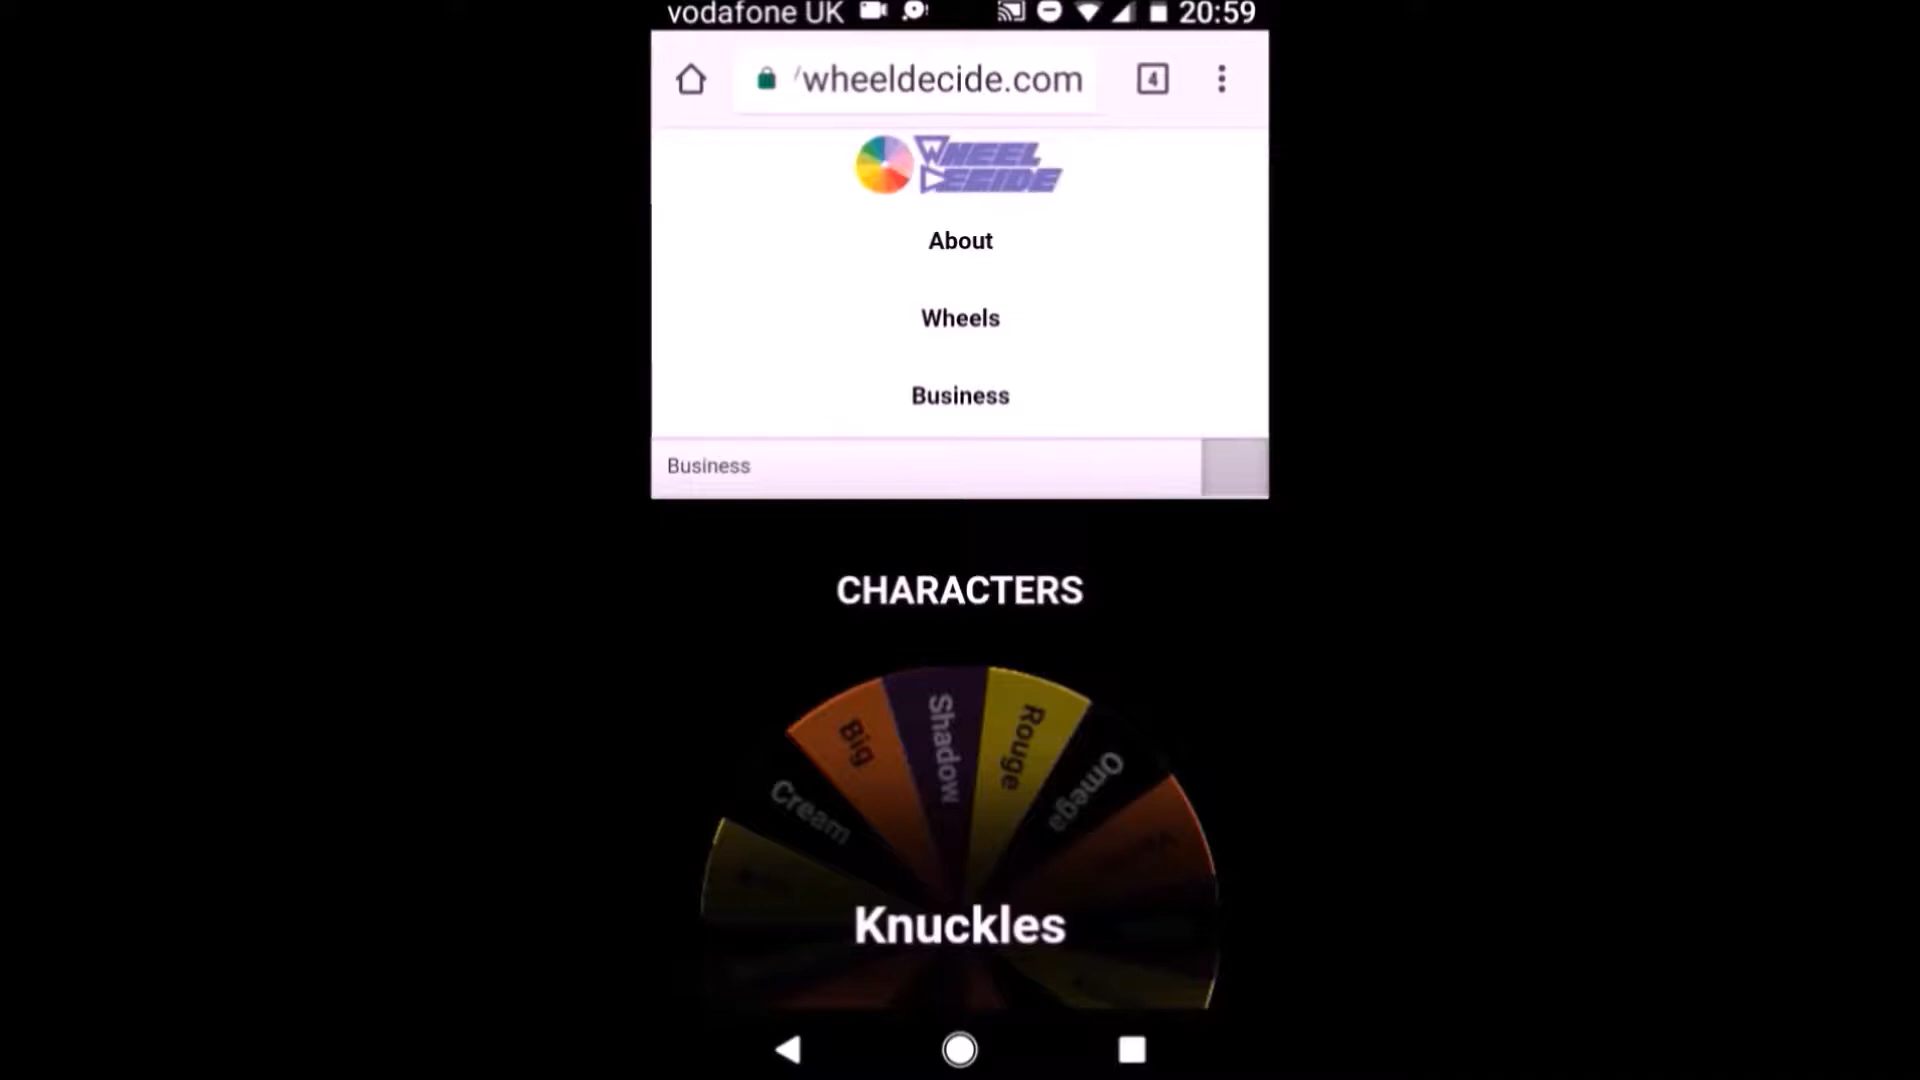 vodafone UK 20:59
/wheeldecide.com 4
WHEEL
DECIDE
About
Wheels
Business
Business
CHARACTERS
Big
Shadow
Rouge
Omega
Cream
Knuckles